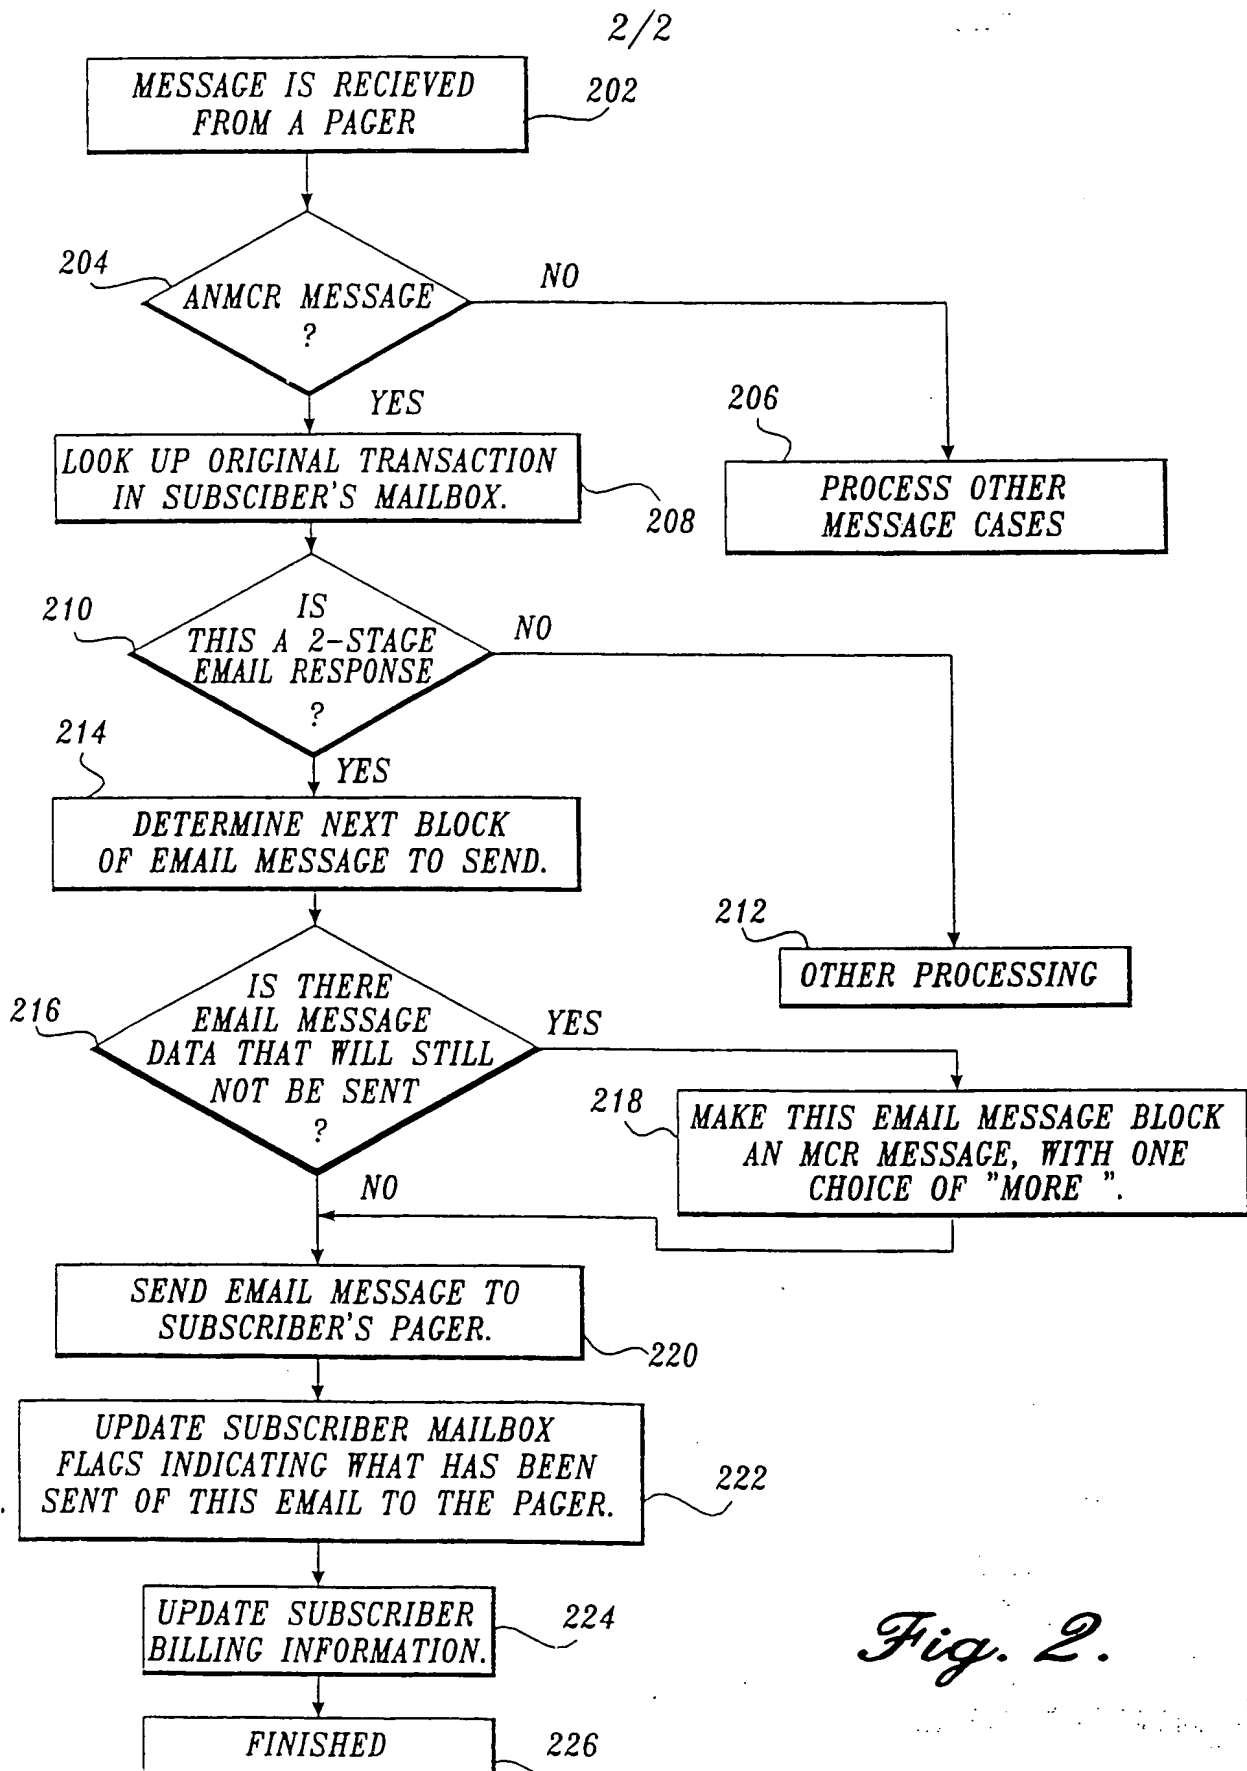 2/2
MESSAGE IS RECIEVED
FROM A PAGER
202
204
ANMCR MESSAGE
?
NO
YES
206
PROCESS OTHER
MESSAGE CASES
LOOK UP ORIGINAL TRANSACTION
IN SUBSCIBER'S MAILBOX.
208
210
IS
THIS A 2-STAGE
EMAIL RESPONSE
?
NO
YES
214
DETERMINE NEXT BLOCK
OF EMAIL MESSAGE TO SEND.
212
OTHER PROCESSING
216
IS THERE
EMAIL MESSAGE
DATA THAT WILL STILL
NOT BE SENT
?
YES
NO
218
MAKE THIS EMAIL MESSAGE BLOCK
AN MCR MESSAGE, WITH ONE
CHOICE OF "MORE ".
SEND EMAIL MESSAGE TO
SUBSCRIBER'S PAGER.
220
UPDATE SUBSCRIBER MAILBOX
FLAGS INDICATING WHAT HAS BEEN
SENT OF THIS EMAIL TO THE PAGER.
222
UPDATE SUBSCRIBER
BILLING INFORMATION.
224
FINISHED
226
Fig. 2.